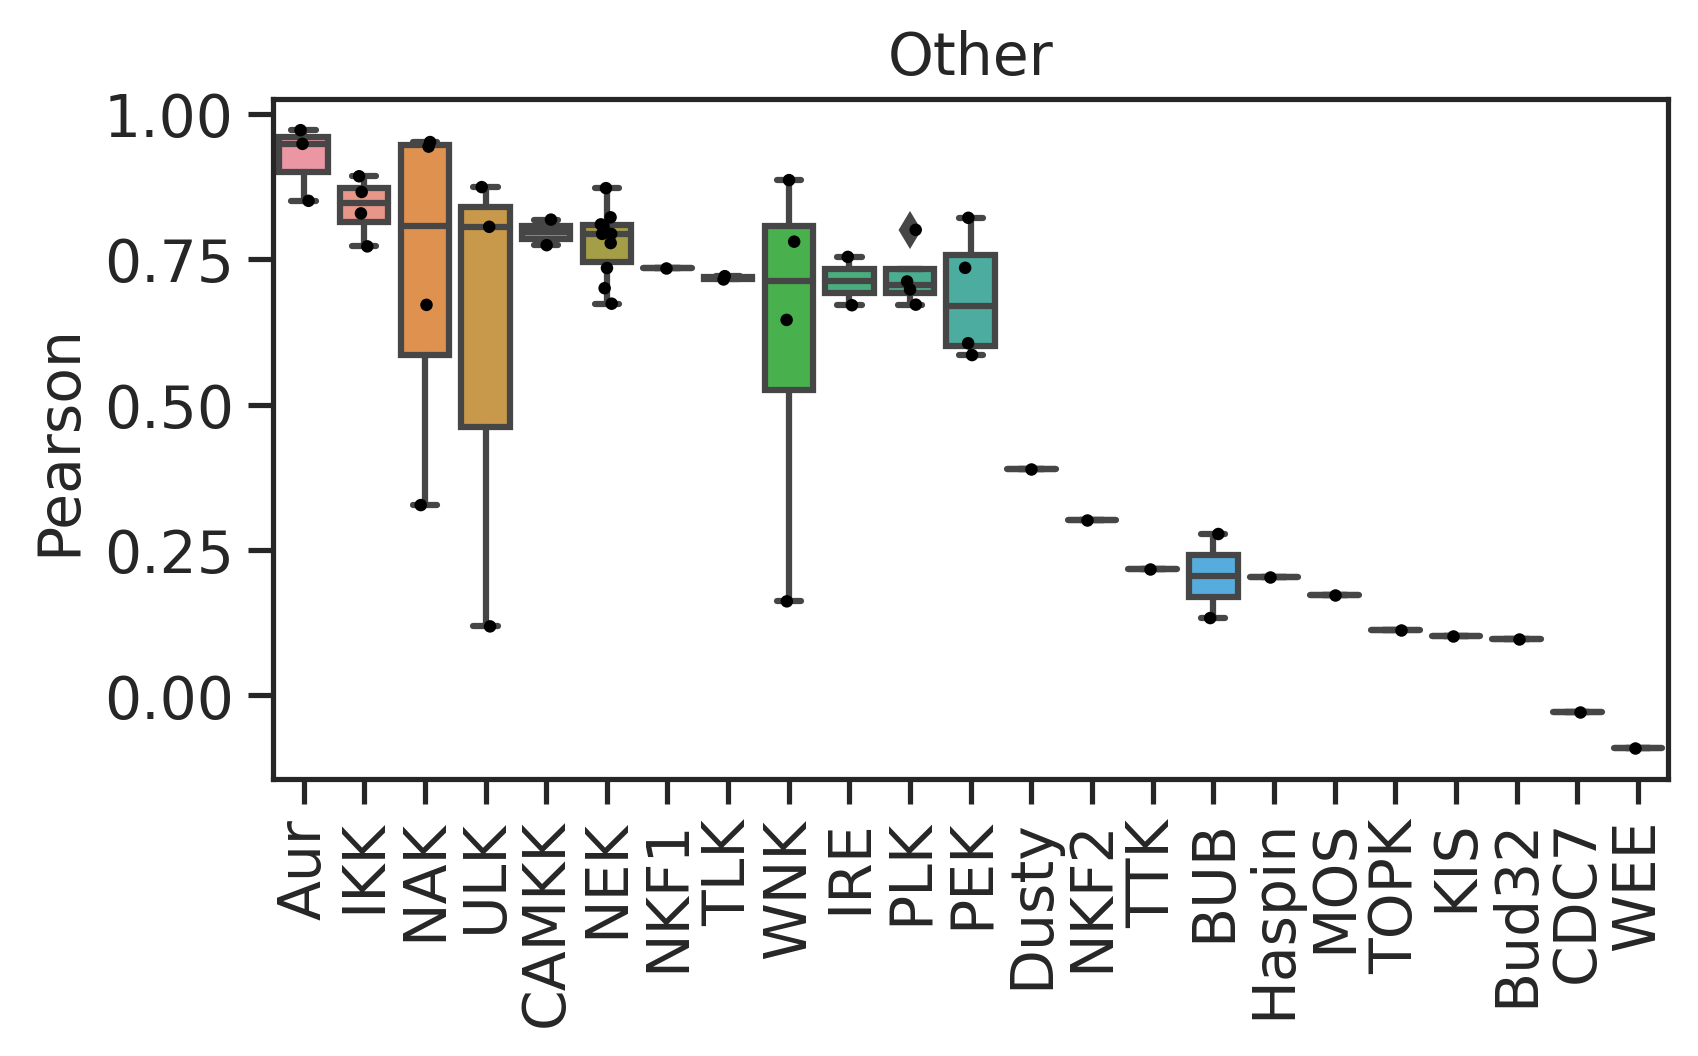 Other
Pearson
1.00
0.75
0.50
0.25
0.00
Aur
IKK
NAK
ULK
CAMKK
NEK
NKF1
TLK
WNK
IRE
PLK
PEK
Dusty
NKF2
TTK
BUB
Haspin
MOS
TOPK
KIS
Bud32
CDC7
WEE